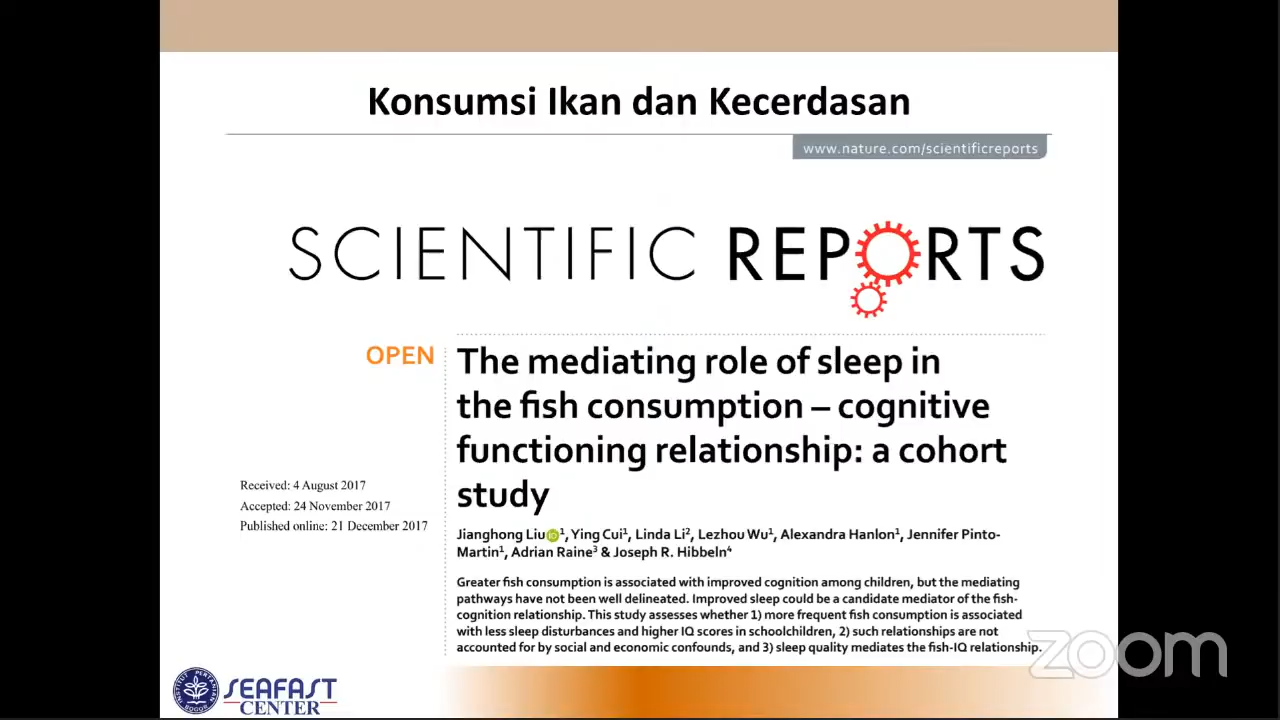 Konsumsi Ikan dan Kecerdasan
www.nature.com/scientificreports
SCIENTIFIC REPORTS
OPEN
The mediating role of sleep in
the fish consumption – cognitive
functioning relationship: a cohort
study
Received: 4 August 2017
Accepted: 24 November 2017
Published online: 21 December 2017
Jianghong Liu1, Ying Cui1, Linda Li2, Lezhou Wu1, Alexandra Hanlon1, Jennifer Pinto-
Martin1, Adrian Raine3 & Joseph R. Hibbeln4
Greater fish consumption is associated with improved cognition among children, but the mediating
pathways have not been well delineated. Improved sleep could be a candidate mediator of the fish-
cognition relationship. This study assesses whether 1) more frequent fish consumption is associated
with less sleep disturbances and higher IQ scores in schoolchildren, 2) such relationships are not
accounted for by social and economic confounds, and 3) sleep quality mediates the fish-IQ relationship.
zoom
INSTITUT PERTANIAN
BOGOR
SEAFAST
CENTER